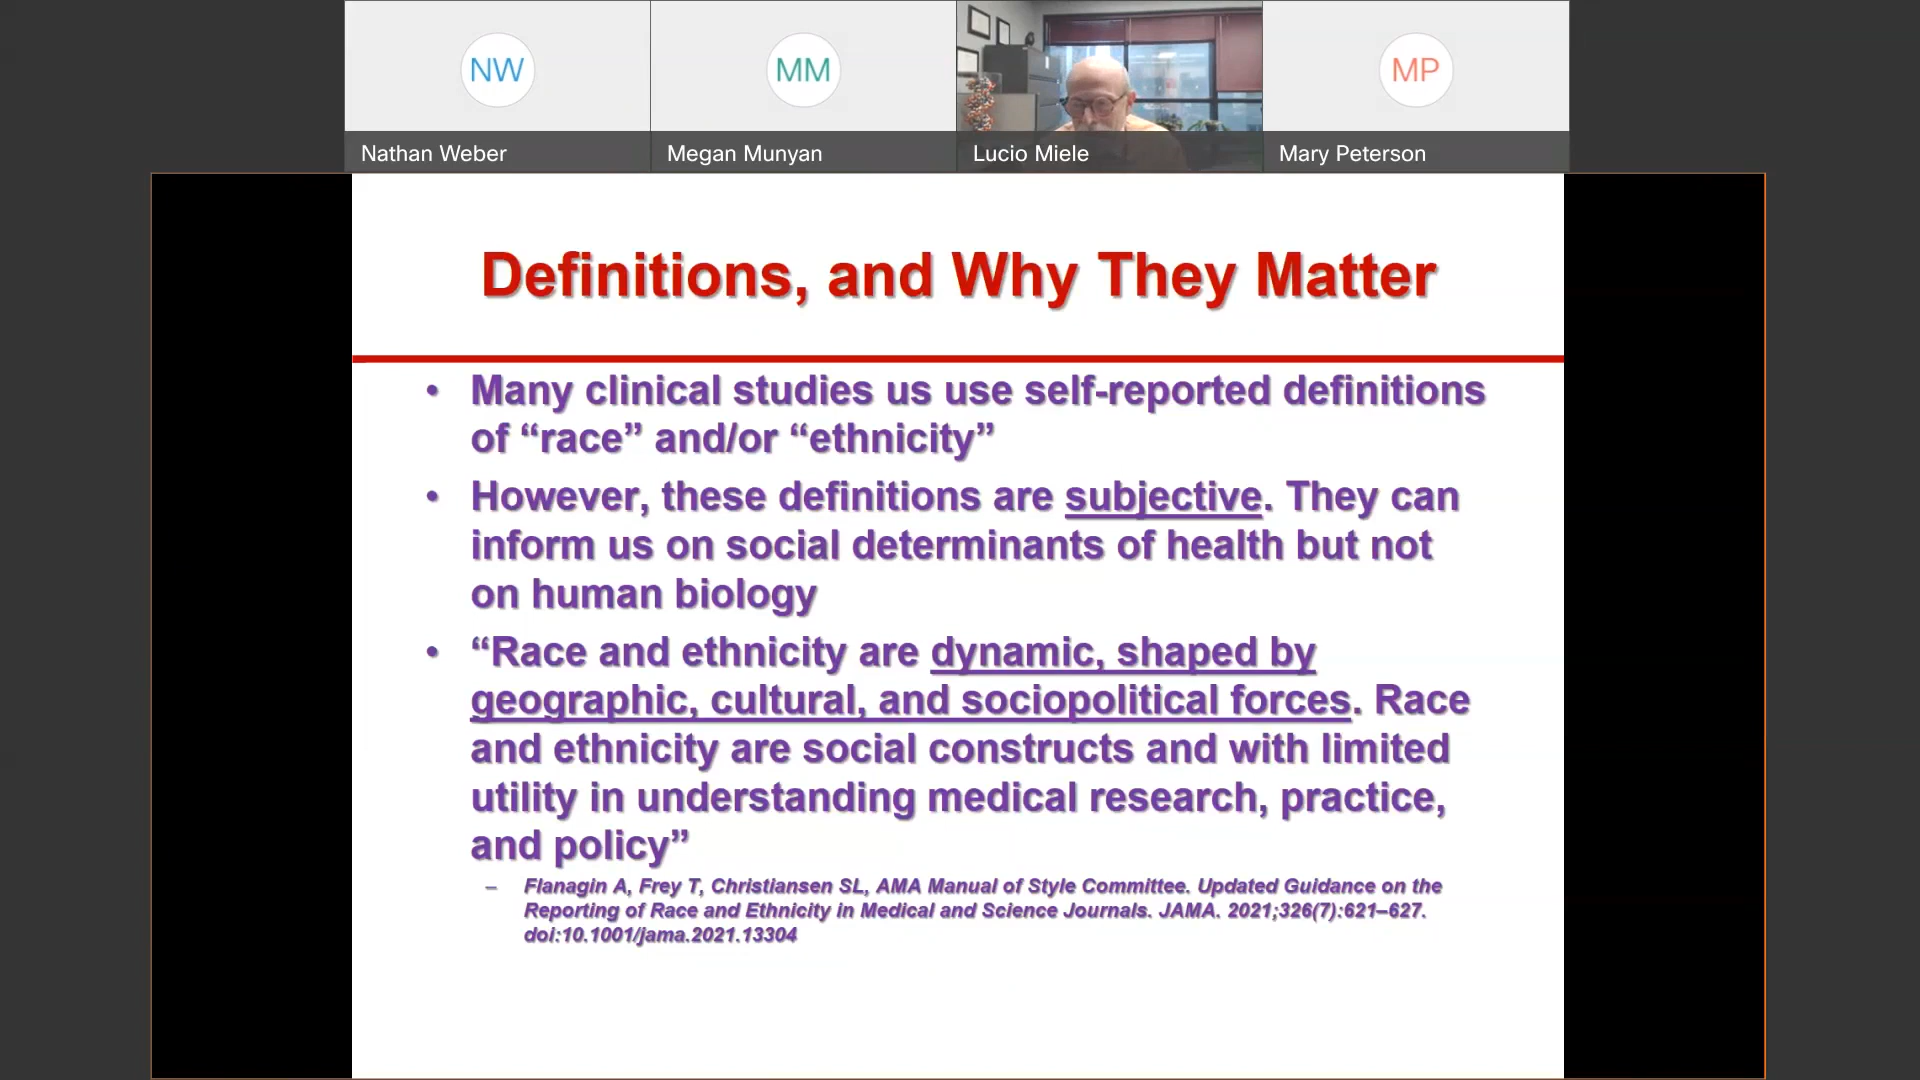 NW
MM
MP
Nathan Weber
Megan Munyan
Lucio Miele
Mary Peterson
Definitions, and Why They Matter
• Many clinical studies us use self-reported definitions
of “race” and/or “ethnicity”
• However, these definitions are subjective. They can
inform us on social determinants of health but not
on human biology
• “Race and ethnicity are dynamic, shaped by
geographic, cultural, and sociopolitical forces. Race
and ethnicity are social constructs and with limited
utility in understanding medical research, practice,
and policy”
– Flanagin A, Frey T, Christiansen SL, AMA Manual of Style Committee. Updated Guidance on the
Reporting of Race and Ethnicity in Medical and Science Journals. JAMA. 2021;326(7):621–627.
doi:10.1001/jama.2021.13304